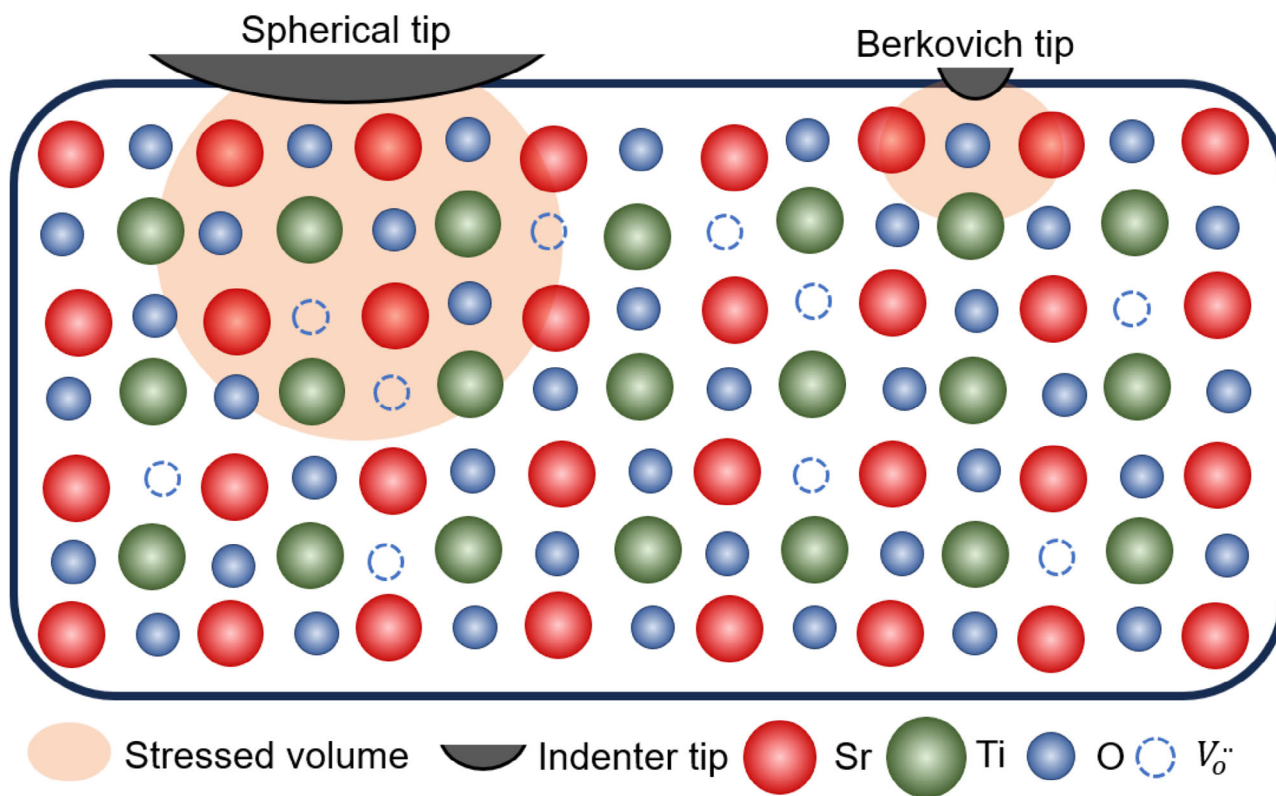 Spherical tip
Berkovich tip
Stressed volume
Indenter tip
Sr
Ti
O
V_o^{..}